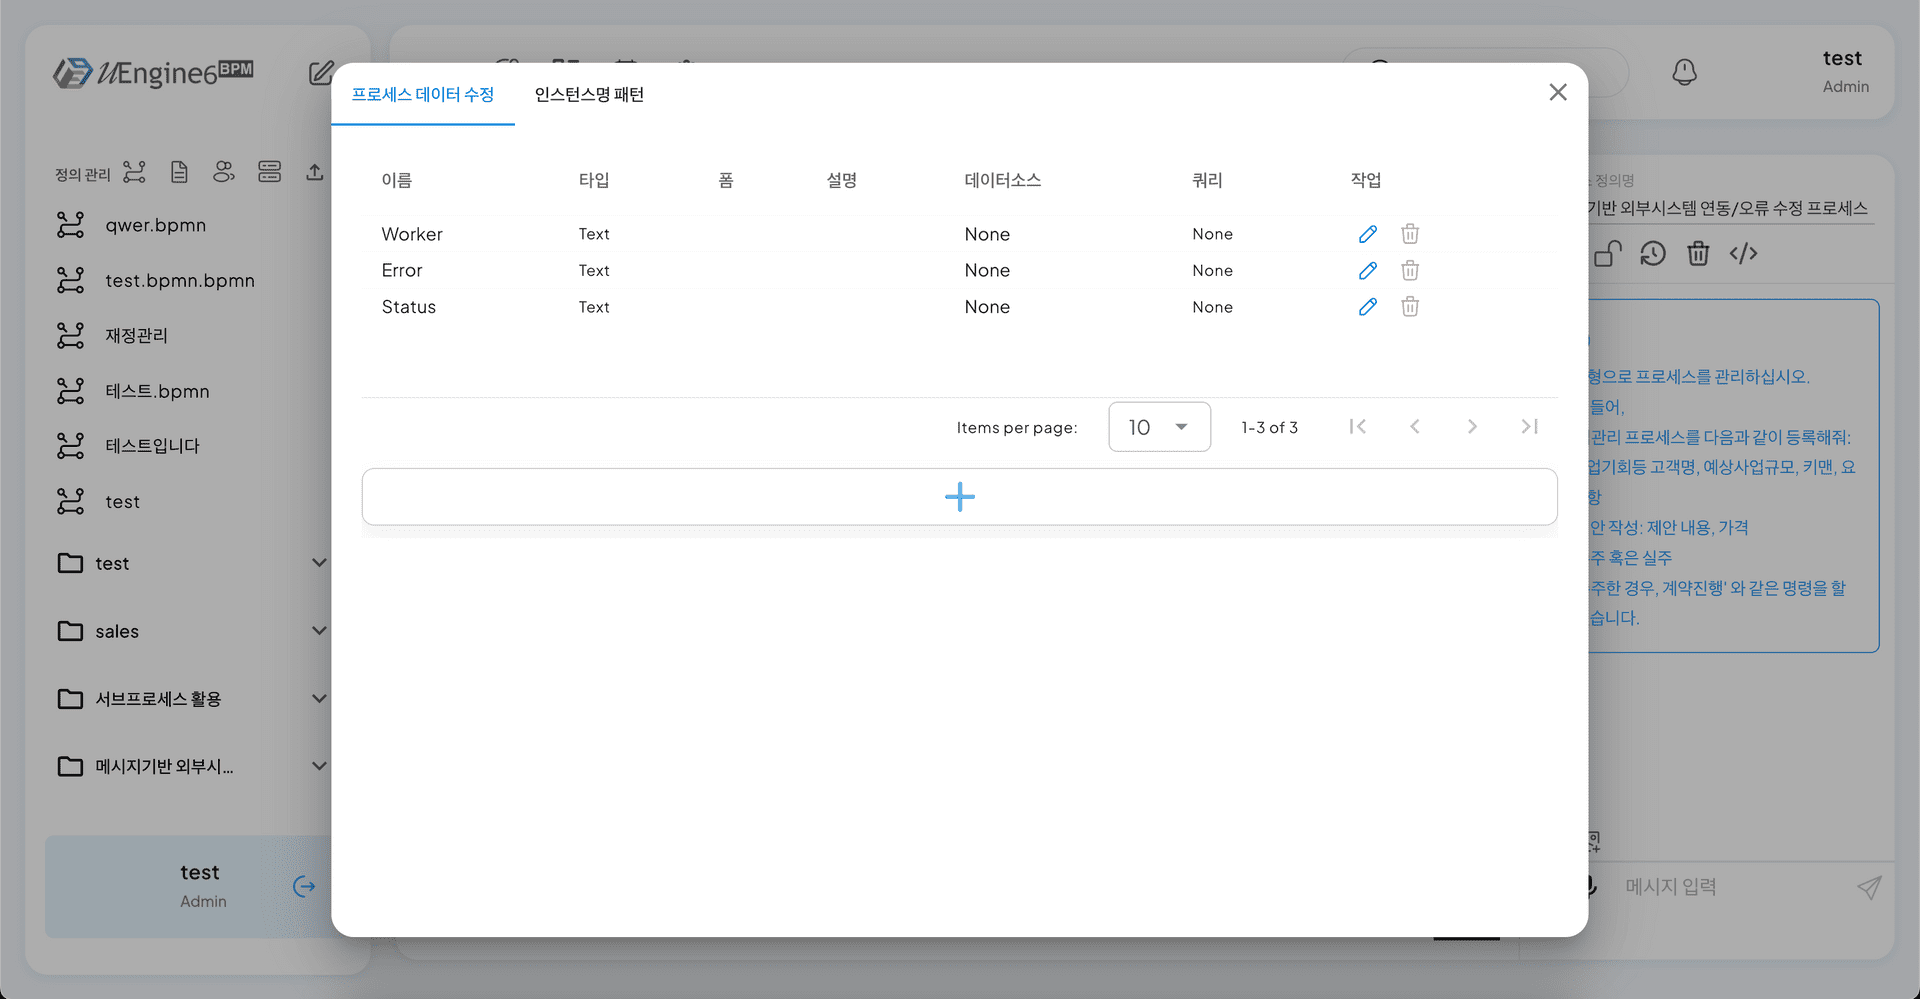 UEngine6 BPM
test
Admin
정의 관리
qwer.bpmn
test.bpmn.bpmn
재정관리
테스트.bpmn
테스트입니다
test
test
sales
서브프로세스 활용
메시지기반 외부시...
test
Admin
프로세스 데이터 수정
인스턴스명 패턴
이름 타입 폼 설명 데이터소스 쿼리 작업
Worker Text None None
Error Text None None
Status Text None None
Items per page: 10 1-3 of 3
정의명
기반 외부시스템 연동/오류 수정 프로세스
형으로 프로세스를 관리하십시오.
들어,
관리 프로세스를 다음과 같이 등록해줘:
업기회등 고객명, 예상사업규모, 키맨, 요
항
안 작성: 제안 내용, 가격
주 혹은 실주
주한 경우, 계약진행' 와 같은 명령을 할
습니다.
메시지 입력